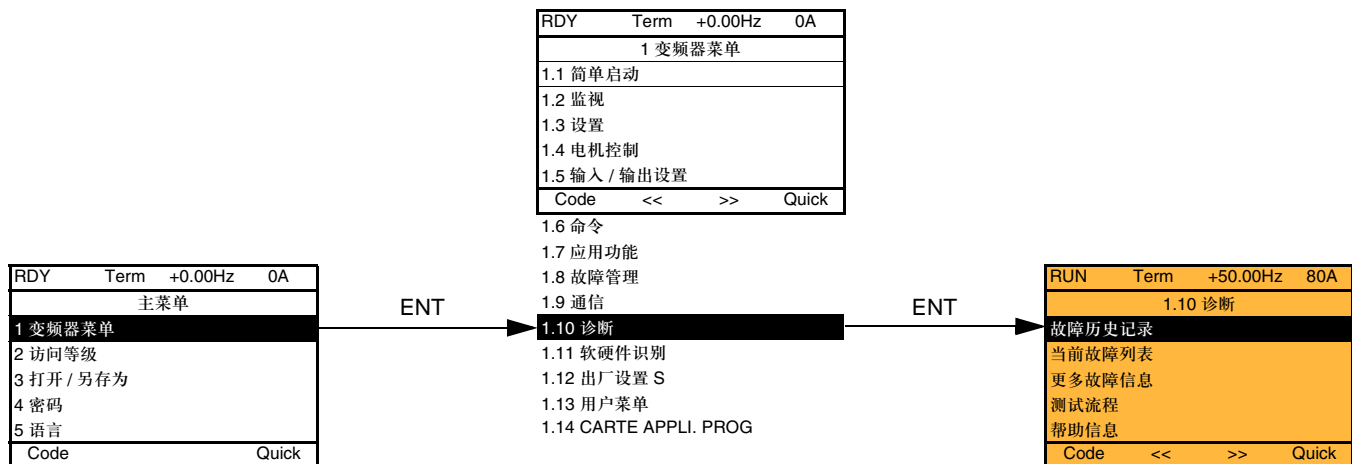 RDY Term +0.00Hz 0A
主菜单
1 变频器菜单
2 访问等级
3 打开 / 另存为
4 密码
5 语言
Code Quick
ENT
RDY Term +0.00Hz 0A
1 变频器菜单
1.1 简单启动
1.2 监视
1.3 设置
1.4 电机控制
1.5 输入 / 输出设置
Code << >> Quick
1.6 命令
1.7 应用功能
1.8 故障管理
1.9 通信
1.10 诊断
1.11 软硬件识别
1.12 出厂设置 S
1.13 用户菜单
1.14 CARTE APPLI. PROG
ENT
RUN Term +50.00Hz 80A
1.10 诊断
故障历史记录
当前故障列表
更多故障信息
测试流程
帮助信息
Code << >> Quick